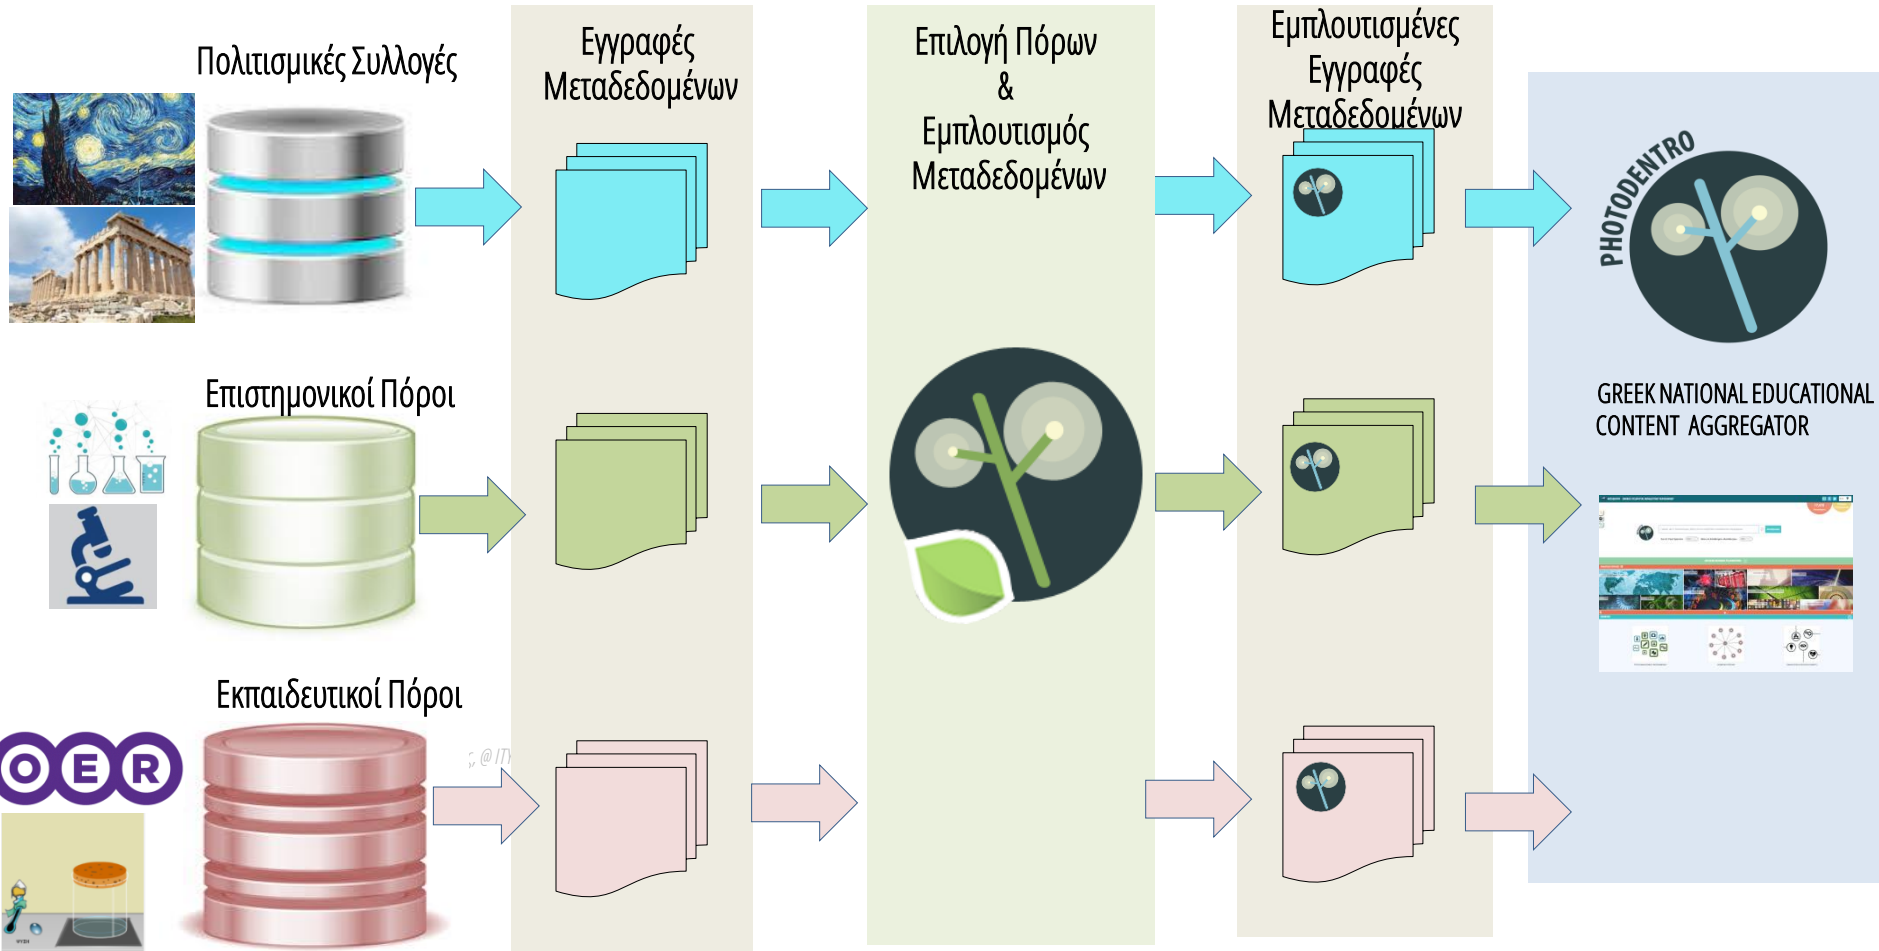 Πολιτισμικές Συλλογές
Εγγραφές
Μεταδεδομένων
Επιλογή Πόρων
&
Εμπλουτισμός
Μεταδεδομένων
Εμπλουτισμένες
Εγγραφές
Μεταδεδομένων
PHOTODENTRO
Επιστημονικοί Πόροι
GREEK NATIONAL EDUCATIONAL
CONTENT AGGREGATOR
Εκπαιδευτικοί Πόροι
OER